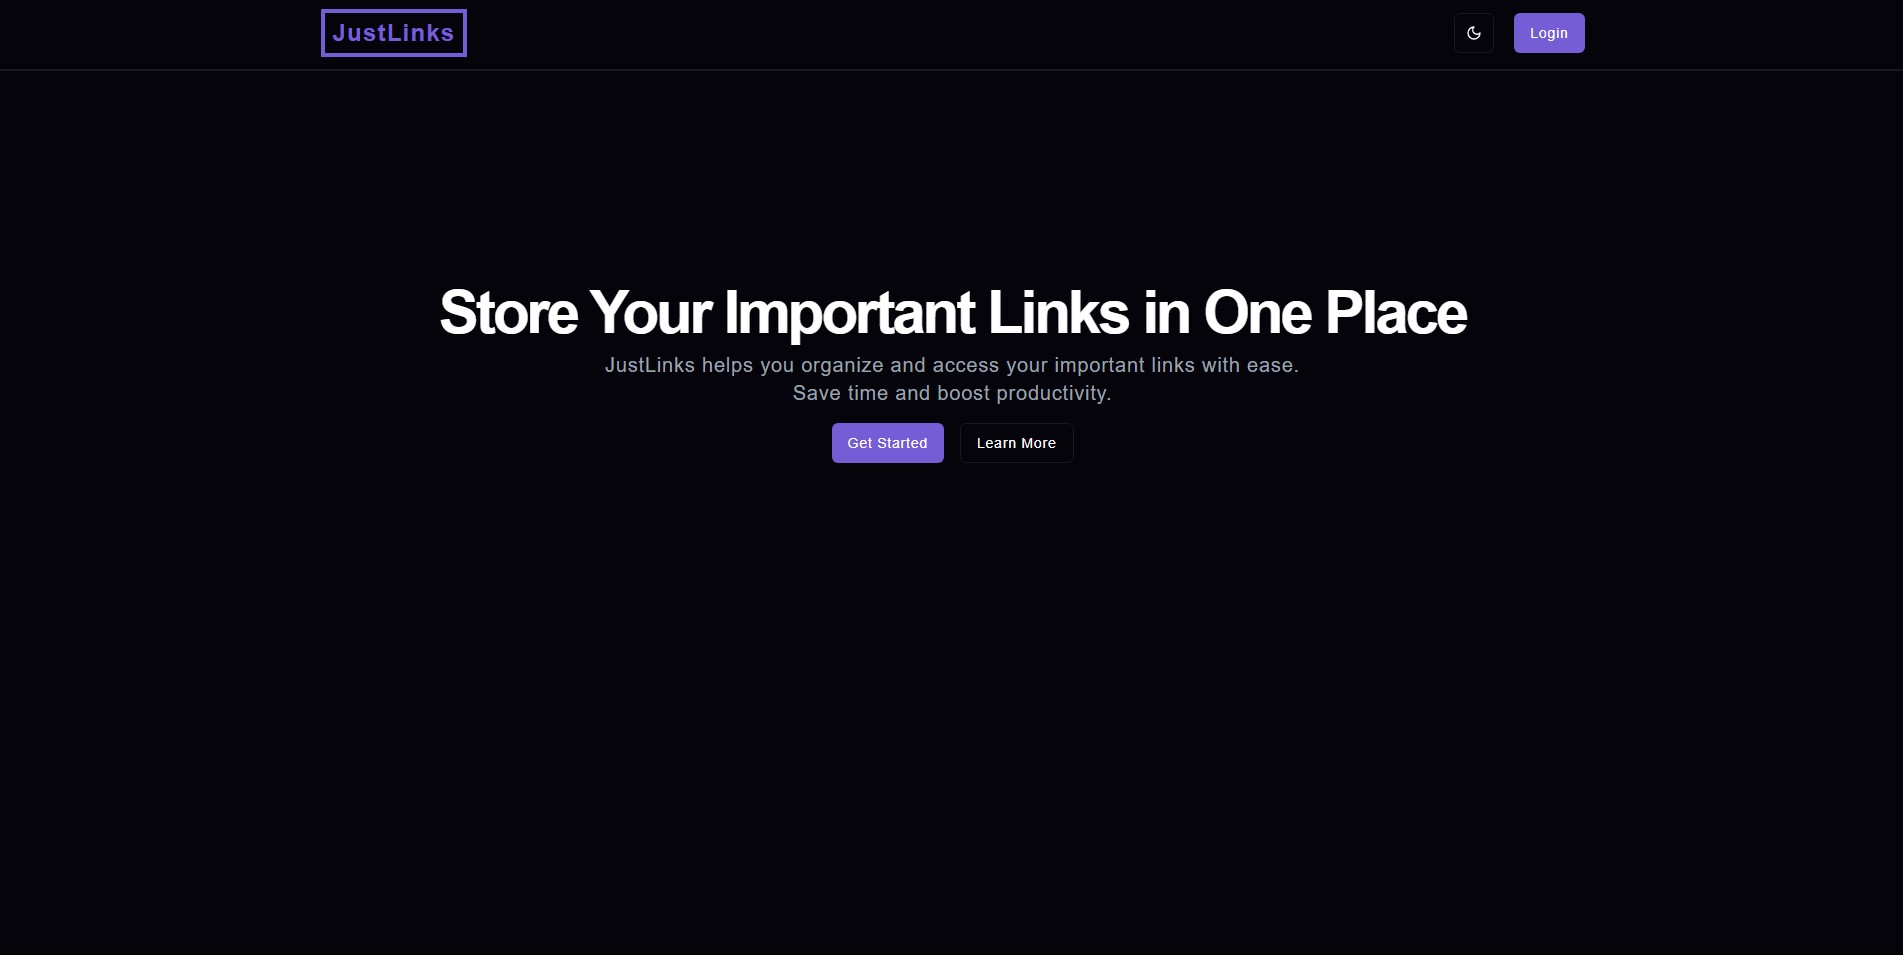 JustLinks
Login
Store Your Important Links in One Place
JustLinks helps you organize and access your important links with ease.
Save time and boost productivity.
Get Started
Learn More